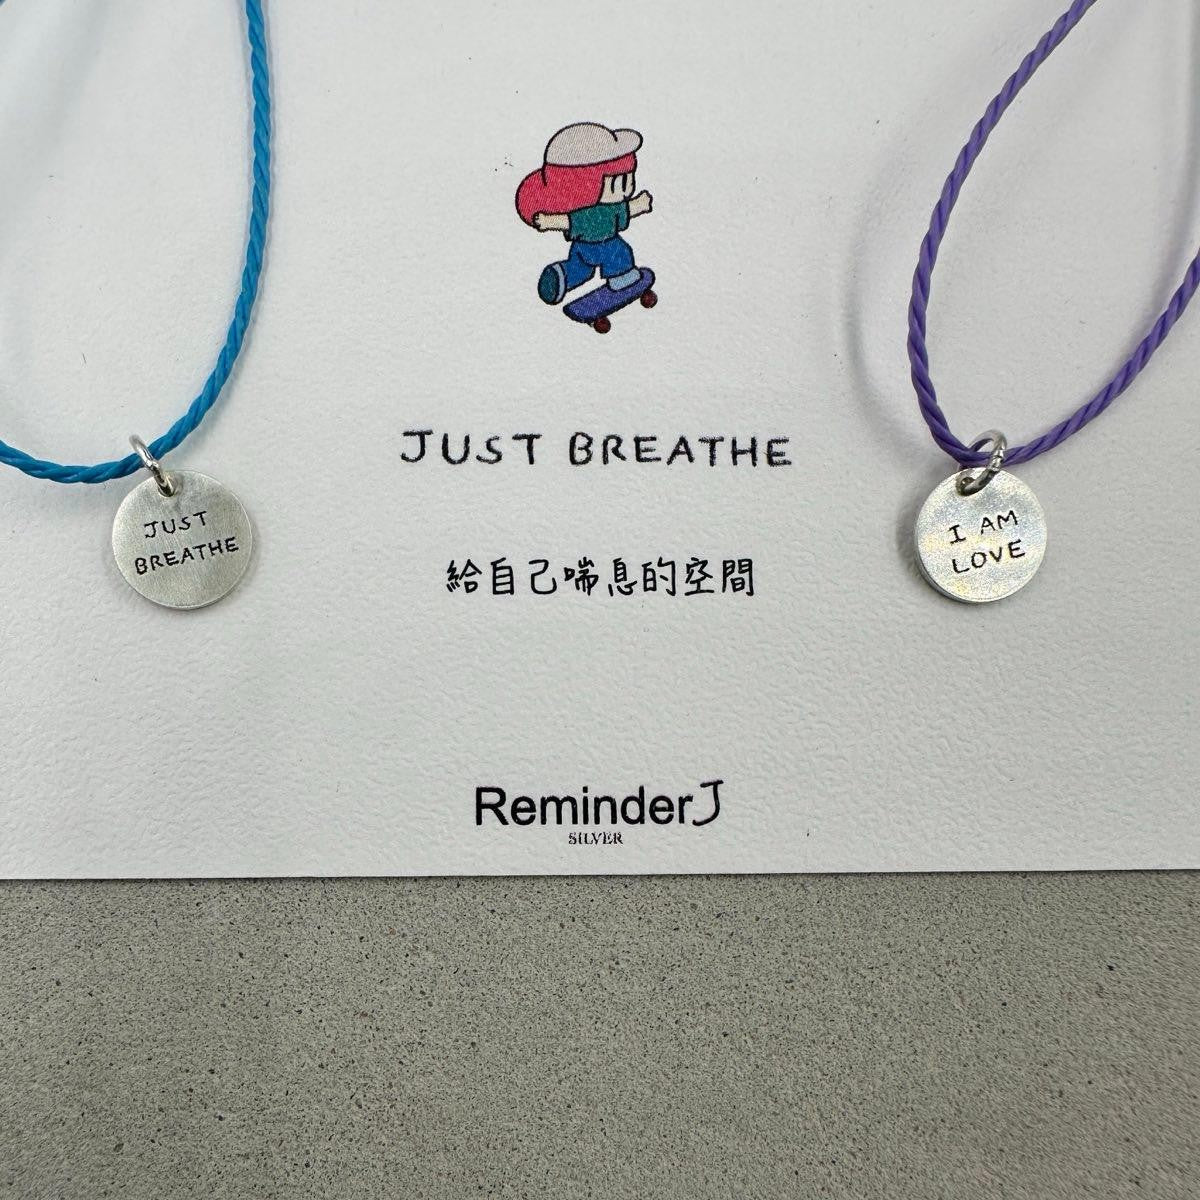 JUST BREATHE
JUST
BREATHE
I AM
LOVE
給自己喘息的空間
ReminderJ
SILVER